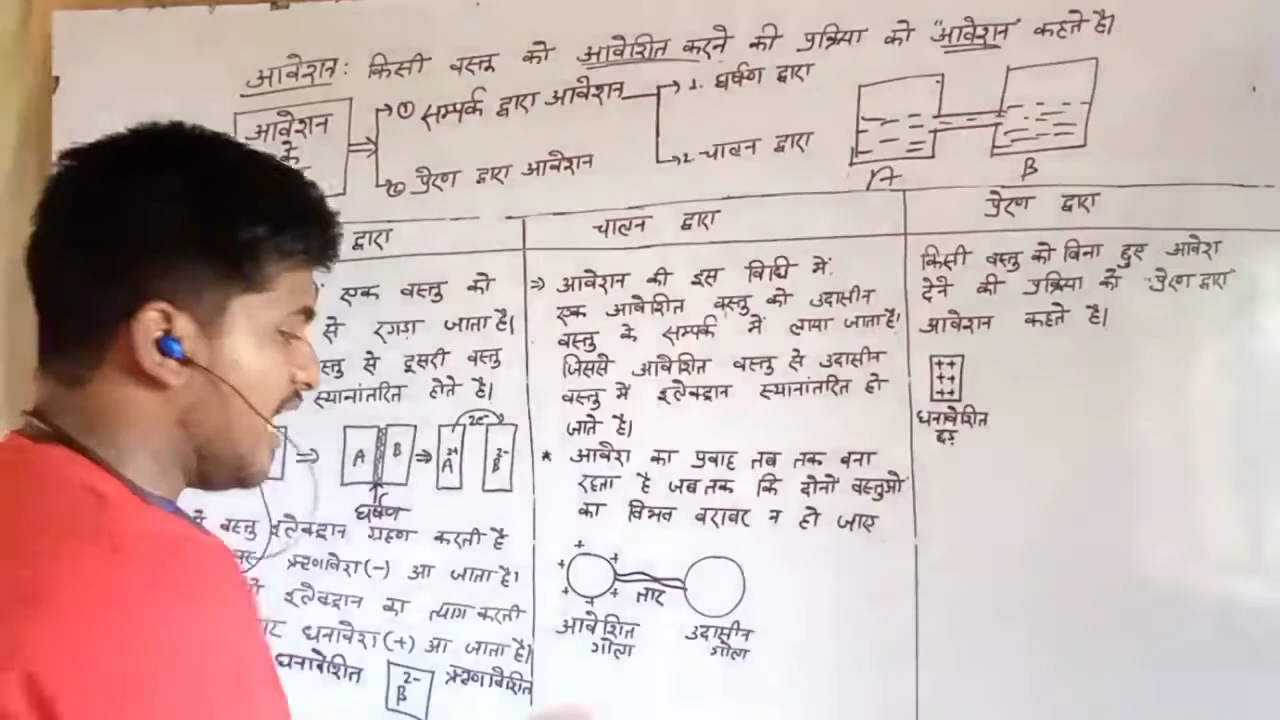 आवेशन: किसी वस्तु को आवेशित करने की प्रक्रिया को "आवेशन" कहते है।
आवेशन
के
① सम्पर्क द्वारा आवेशन
② प्रेरण द्वारा आवेशन
1. घर्षण द्वारा
2. चालन द्वारा
A
B
द्वारा
एक वस्तु को
से रगड़ा जाता है।
वस्तु से दूसरी वस्तु
स्थानांतरित होते है।
⇒ A B ⇒ 2+ A 2e- 2- B
घर्षण
वस्तु इलेक्ट्रान ग्रहण करती है
ऋणावेश(-) आ जाता है।
इलेक्ट्रान का त्याग करती
धनावेश(+) आ जाता है।
धनावेशित 2- B ऋणावेशित
चालन द्वारा
⇒ आवेशन की इस विधि में.
एक आवेशित वस्तु को उदासीन
वस्तु के सम्पर्क में लाया जाता है।
जिससे आवेशित वस्तु से उदासीन
वस्तु में इलेक्ट्रान स्थानांतरित हो
जाते है।
* आवेश का प्रवाह तब तक बना
रहता है जब तक कि दोनों वस्तुओ
का विभव बराबर न हो जाए
+ + + + + +
तार
आवेशित
गोला
उदासीन
गोला
प्रेरण द्वारा
किसी वस्तु को बिना छुए आवेश
देने की प्रक्रिया को "प्रेरण द्वारा"
आवेशन कहते है।
++
++
++
धनावेशित
छड़